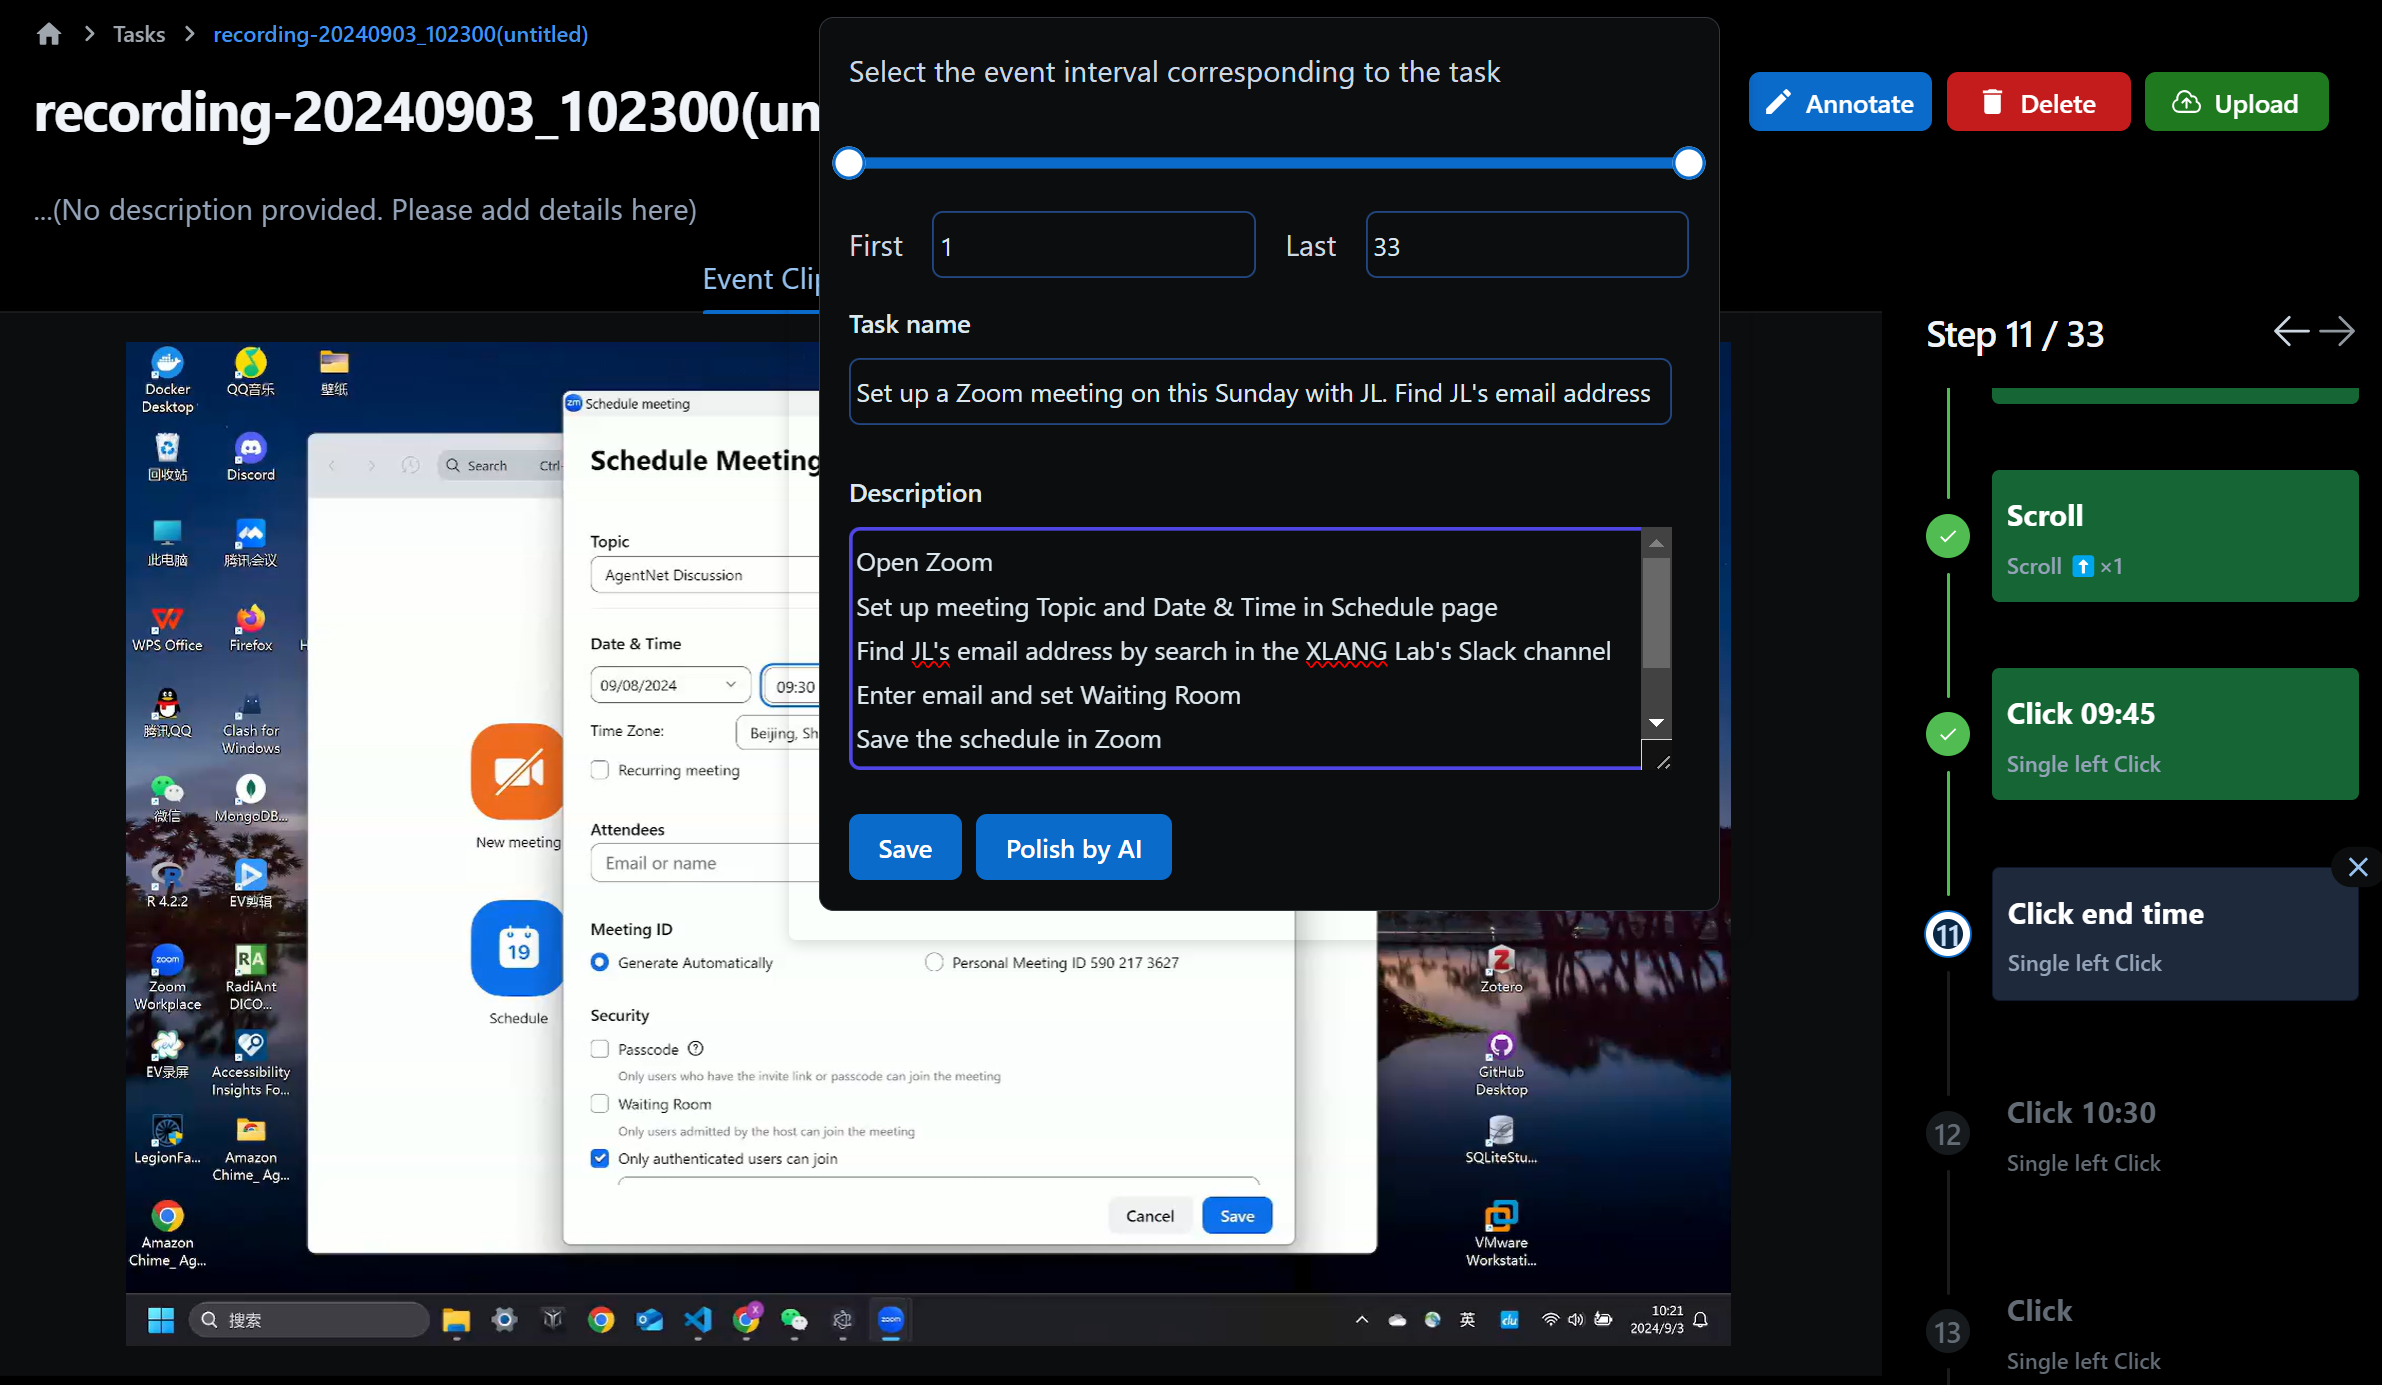 Tasks
recording-20240903_102300(untitled)
recording-20240903_102300(un
...(No description provided. Please add details here)
Event Clip
Select the event interval corresponding to the task
First
1
Last
33
Task name
Set up a Zoom meeting on this Sunday with JL. Find JL's email address
Description
Open Zoom
Set up meeting Topic and Date & Time in Schedule page
Find JL's email address by search in the XLANG Lab's Slack channel
Enter email and set Waiting Room
Save the schedule in Zoom
Save
Polish by AI
Annotate
Delete
Upload
Step 11 / 33
Scroll
Scroll ×1
Click 09:45
Single left Click
11
Click end time
Single left Click
12
Click 10:30
Single left Click
13
Click
Single left Click
Docker
Desktop
QQ音乐
壁纸
回收站
Discord
此电脑
腾讯会议
WPS Office
Firefox
腾讯QQ
Clash for
Windows
微信
MongoDB...
R 4.2.2
EV剪辑
Zoom
Workplace
RadiAnt
DICO...
EV录屏
Accessibility
Insights Fo...
LegionFa...
Amazon
Chime_ Ag...
Amazon
Chime_ Ag...
Search
Ctrl-
New meeting
19
Schedule
zm
Schedule meeting
Schedule Meeting
Topic
AgentNet Discussion
Date & Time
09/08/2024
09:30
Time Zone:
Beijing, Sh
Recurring meeting
Attendees
Email or name
Meeting ID
Generate Automatically
Personal Meeting ID 590 217 3627
Security
Passcode
Only users who have the invite link or passcode can join the meeting
Waiting Room
Only users admitted by the host can join the meeting
Only authenticated users can join
Cancel
Save
Zotero
GitHub
Desktop
SQLiteStu...
VMware
Workstati...
搜索
zoom
英
10:21
2024/9/3